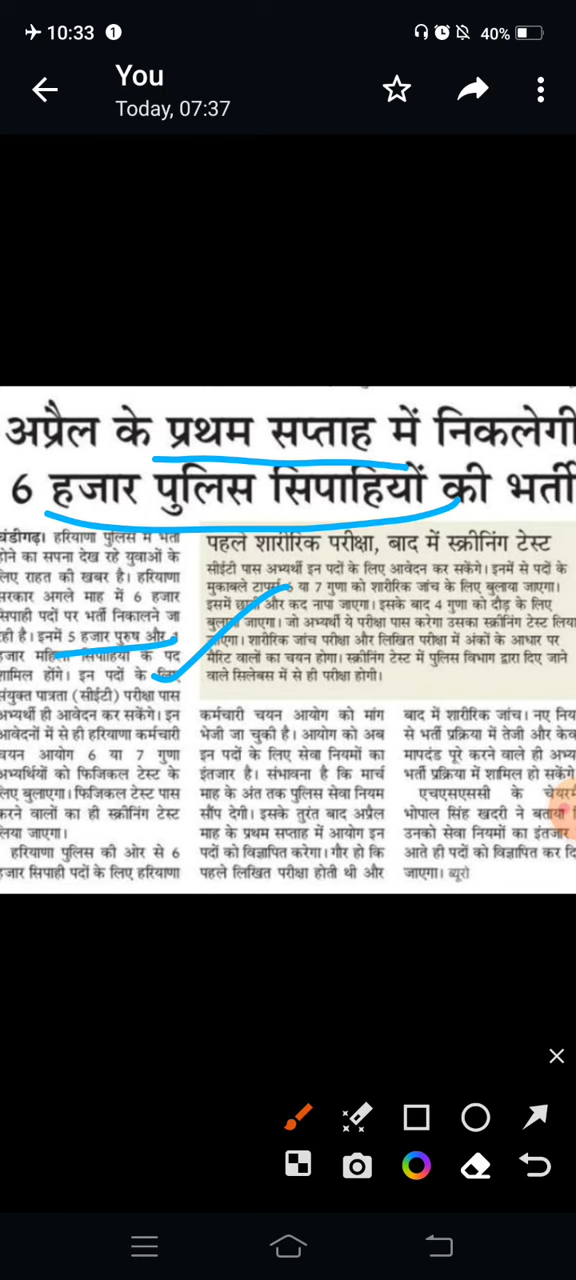 10:33 1
40%
You
Today, 07:37
अप्रैल के प्रथम सप्ताह में निकलेगी
6 हजार पुलिस सिपाहियों की भर्ती
चंडीगढ़। हरियाणा पुलिस में भर्ती
होने का सपना देख रहे युवाओं के
लिए राहत की खबर है। हरियाणा
सरकार अगले माह में 6 हजार
सिपाही पदों पर भर्ती निकालने जा
रही है। इनमें 5 हजार पुरुष और 1
हजार महिला सिपाहियों के पद
शामिल होंगे। इन पदों के लिए
संयुक्त पात्रता (सीईटी) परीक्षा पास
अभ्यर्थी ही आवेदन कर सकेंगे। इन
आवेदनों में से ही हरियाणा कर्मचारी
चयन आयोग 6 या 7 गुणा
अभ्यर्थियों को फिजिकल टेस्ट के
लिए बुलाएगा। फिजिकल टेस्ट पास
करने वालों का ही स्क्रीनिंग टेस्ट
लिया जाएगा।
हरियाणा पुलिस की ओर से 6
हजार सिपाही पदों के लिए हरियाणा
पहले शारीरिक परीक्षा, बाद में स्क्रीनिंग टेस्ट
सीईटी पास अभ्यर्थी इन पदों के लिए आवेदन कर सकेंगे। इनमें से पदों के
मुकाबले टापर्स 6 या 7 गुणा को शारीरिक जांच के लिए बुलाया जाएगा।
इसमें और कद नापा जाएगा। इसके बाद 4 गुणा को दौड़ के लिए
बुलाया जाएगा। जो अभ्यर्थी ये परीक्षा पास करेगा उसका स्क्रीनिंग टेस्ट लिया
जाएगा। शारीरिक जांच परीक्षा और लिखित परीक्षा में अंकों के आधार पर
मैरिट वालों का चयन होगा। स्क्रीनिंग टेस्ट में पुलिस विभाग द्वारा दिए जाने
वाले सिलेबस में से ही परीक्षा होगी।
कर्मचारी चयन आयोग को मांग
भेजी जा चुकी है। आयोग को अब
इन पदों के लिए सेवा नियमों का
इंतजार है। संभावना है कि मार्च
माह के अंत तक पुलिस सेवा नियम
सौंप देगी। इसके तुरंत बाद अप्रैल
माह के प्रथम सप्ताह में आयोग इन
पदों को विज्ञापित करेगा। गौर हो कि
पहले लिखित परीक्षा होती थी और
बाद में शारीरिक जांच। नए निय
से भर्ती प्रक्रिया में तेजी और केव
मापदंड पूरे करने वाले ही अभ्य
भर्ती प्रक्रिया में शामिल हो सकेंगे
एचएसएससी के चेयरमै
भोपाल सिंह खदरी ने बताया
उनको सेवा नियमों का इंतजार
आते ही पदों को विज्ञापित कर दि
जाएगा। ब्यूरो